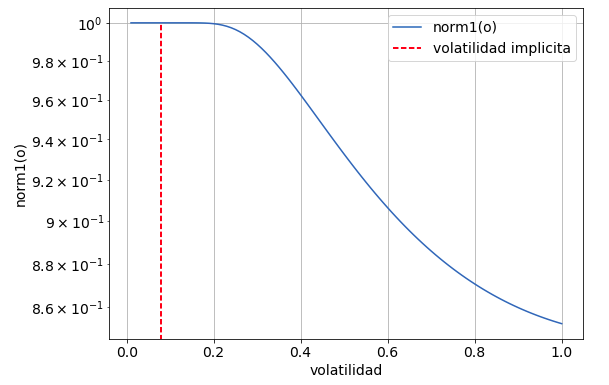 10⁰
9.8 × 10⁻¹
9.6 × 10⁻¹
9.4 × 10⁻¹
9.2 × 10⁻¹
9 × 10⁻¹
8.8 × 10⁻¹
8.6 × 10⁻¹
norm1(o)
norm1(o)
volatilidad implicita
0.0 0.2 0.4 0.6 0.8 1.0
volatilidad